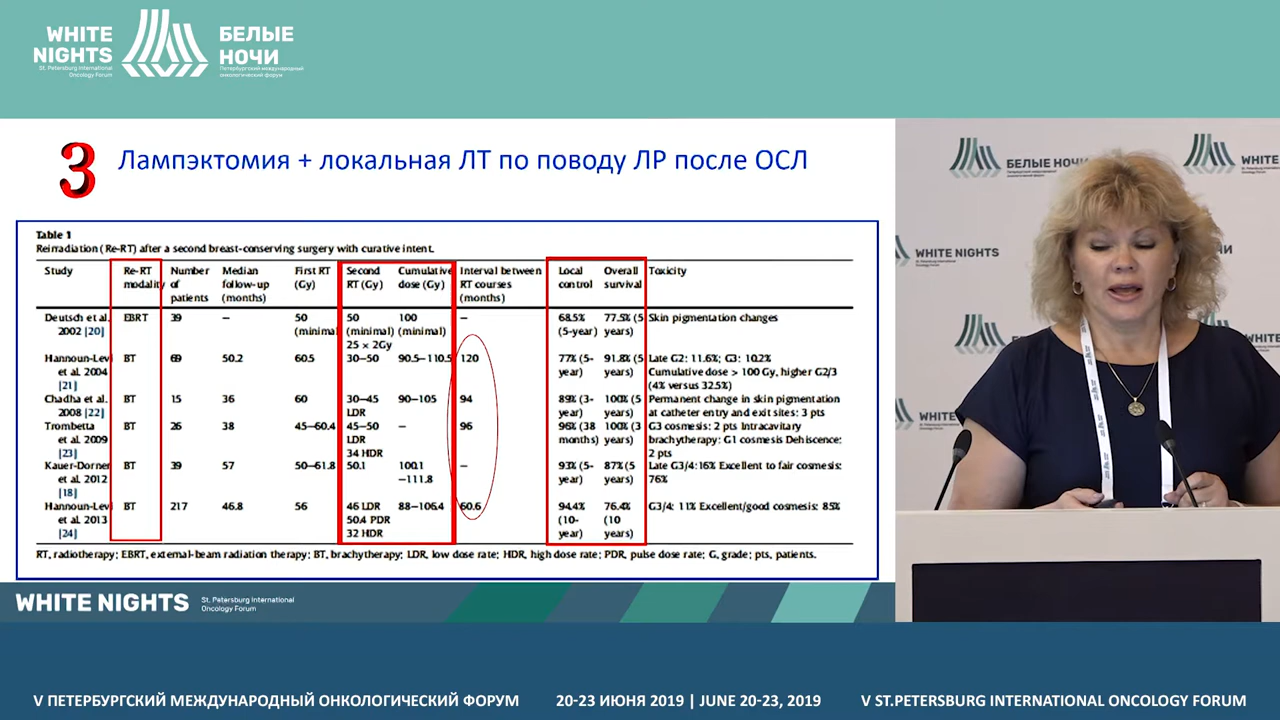 WHITE
NIGHTS
St. Petersburg International
Oncology Forum
БЕЛЫЕ
НОЧИ
Петербургский международный
онкологический форум
3 Лампэктомия + локальная ЛТ по поводу ЛР после ОСЛ
Table 1
Reirradiation (Re-RT) after a second breast-conserving surgery with curative intent.
Study Re-RT Number Median First RT Second Cumulative Interval between Local Overall Toxicity
modality of follow-up (Gy) RT (Gy) dose (Gy) RT courses control survival
patients (months) (months)
Deutsch et al. EBRT 39 – 50 50 100 – 68.5% 77.5% (5 Skin pigmentation changes
2002 [20] (minimal (minimal) (minimal) (5-year) years)
25 × 2Gy
Hannoun-Lev BT 69 50.2 60.5 30–50 90.5–110.5 120 77% (5- 91.8% (5 Late G2: 11.6%; G3: 10.2%
et al. 2004 year) years) Cumulative dose > 100 Gy, higher G2/3
[21] (4% versus 32.5%)
Chadha et al. BT 15 36 60 30–45 90–105 94 89% (3- 100% (5 Permanent change in skin pigmentation
2008 [22] LDR year) years) at catheter entry and exit sites: 3 pts
Trombetta BT 26 38 45–60.4 45–50 – 96 96% (38 100% (3 G3 cosmesis: 2 pts Intracavitary
et al. 2009 LDR months) years) brachytherapy: G1 cosmesis Dehiscence:
[23] 34 HDR 2 pts
Kauer-Dorner BT 39 57 50–61.8 50.1 100.1 – 93% (5- 87% (5 Late G3/4: 16% Excellent to fair cosmesis:
et al. 2012 –111.8 year) years) 76%
[18]
Hannoun-Lev BT 217 46.8 56 46 LDR 88–106.4 60.6 94.4% 76.4% G3/4: 11% Excellent/good cosmesis: 85%
et al. 2013 50.4 PDR (10- (10
[24] 32 HDR year) years)
RT, radiotherapy; EBRT, external-beam radiation therapy; BT, brachytherapy; LDR, low dose rate; HDR, high dose rate; PDR, pulse dose rate; G, grade; pts, patients.
БЕЛЫЕ НОЧИ
WHITE
WHITE NIGHTS
WHITE NIGHTS
St. Petersburg International
Oncology Forum
V ПЕТЕРБУРГСКИЙ МЕЖДУНАРОДНЫЙ ОНКОЛОГИЧЕСКИЙ ФОРУМ 20-23 ИЮНЯ 2019 | JUNE 20-23, 2019 V ST.PETERSBURG INTERNATIONAL ONCOLOGY FORUM